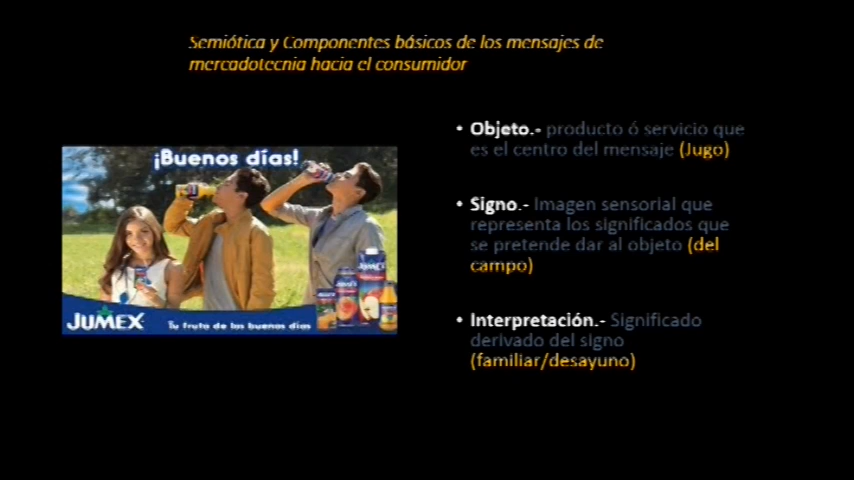 Semiótica y Componentes básicos de los mensajes de
mercadotecnia hacia el consumidor
¡Buenos días!
JUMEX
JUMEX
Tu fruta de los buenos días
• Objeto.- producto ó servicio que
es el centro del mensaje (Jugo)
• Signo.- Imagen sensorial que
representa los significados que
se pretende dar al objeto (del
campo)
• Interpretación.- Significado
derivado del signo
(familiar/desayuno)